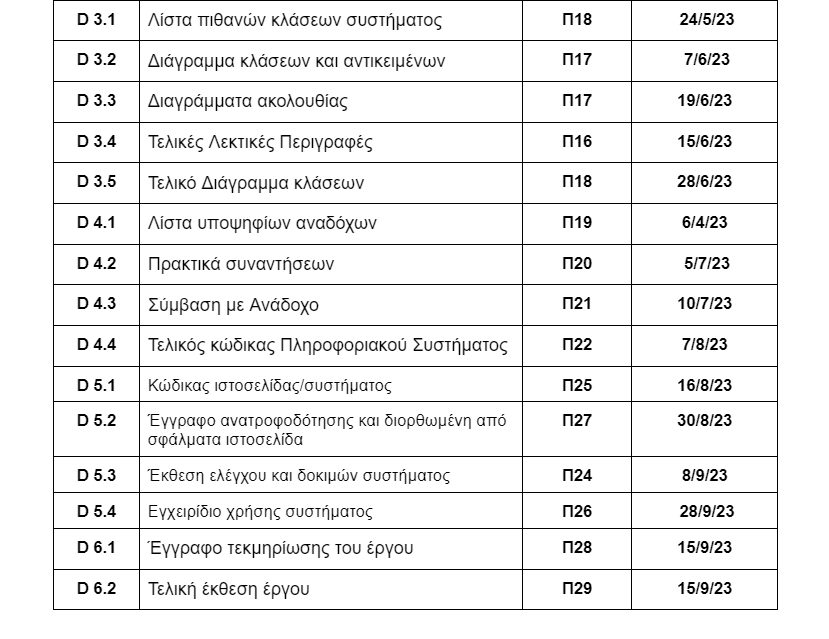 D 3.1 Λίστα πιθανών κλάσεων συστήματος Π18 24/5/23
D 3.2 Διάγραμμα κλάσεων και αντικειμένων Π17 7/6/23
D 3.3 Διαγράμματα ακολουθίας Π17 19/6/23
D 3.4 Τελικές Λεκτικές Περιγραφές Π16 15/6/23
D 3.5 Τελικό Διάγραμμα κλάσεων Π18 28/6/23
D 4.1 Λίστα υποψηφίων αναδόχων Π19 6/4/23
D 4.2 Πρακτικά συναντήσεων Π20 5/7/23
D 4.3 Σύμβαση με Ανάδοχο Π21 10/7/23
D 4.4 Τελικός κώδικας Πληροφοριακού Συστήματος Π22 7/8/23
D 5.1 Κώδικας ιστοσελίδας/συστήματος Π25 16/8/23
D 5.2 Έγγραφο ανατροφοδότησης και διορθωμένη από Π27 30/8/23
σφάλματα ιστοσελίδα
D 5.3 Έκθεση ελέγχου και δοκιμών συστήματος Π24 8/9/23
D 5.4 Εγχειρίδιο χρήσης συστήματος Π26 28/9/23
D 6.1 Έγγραφο τεκμηρίωσης του έργου Π28 15/9/23
D 6.2 Τελική έκθεση έργου Π29 15/9/23